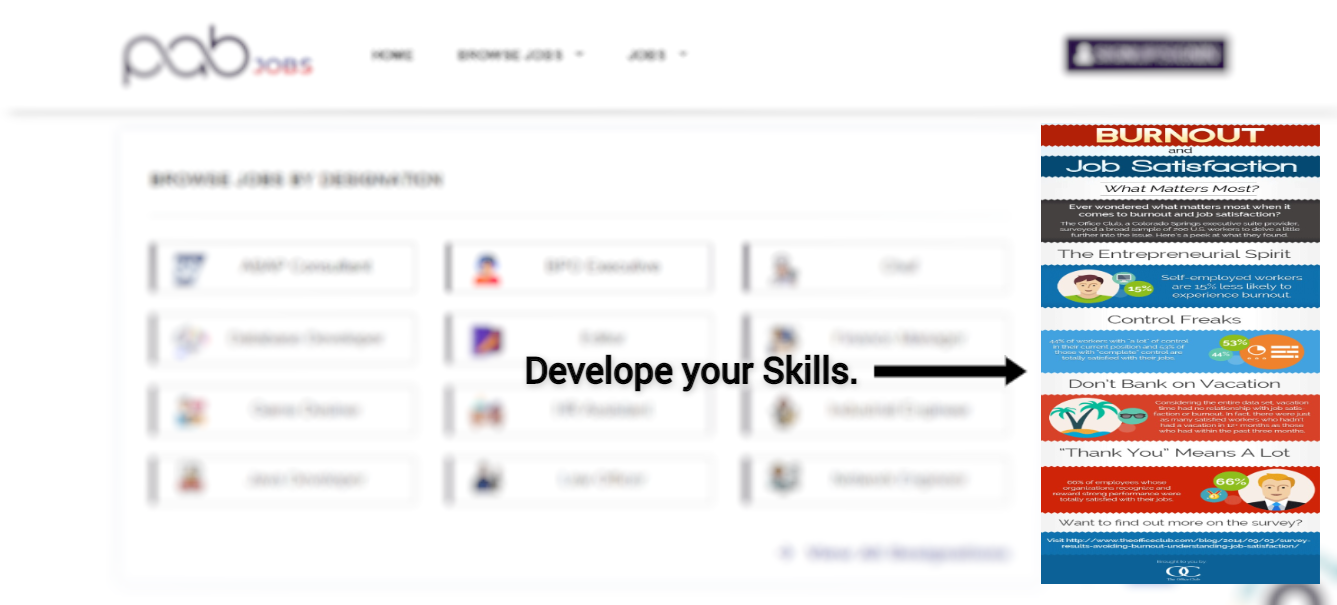 pab JOBS
HOME
BROWSE JOBS
JOBS
BROWSE JOBS BY DESIGNATION
ABAP Consultant
BPO Executive
Chef
Database Developer
Editor
Finance Manager
Game Designer
HR Assistant
Industrial Engineer
Java Developer
Law Officer
Network Engineer
View All Designations
Develope your Skills.
BURNOUT
and
Job Satisfaction
What Matters Most?
Ever wondered what matters most when it
comes to burnout and job satisfaction?
The Office Club, a Colorado Springs executive suite provider,
surveyed a broad sample of 200 U.S. workers to delve a little
further into the issue. Here's a peek at what they found.
The Entrepreneurial Spirit
15%
Self-employed workers
are 15% less likely to
experience burnout.
Control Freaks
44% of workers with "a lot" of control
in their current position and 53% of
those with "complete" control are
totally satisfied with their jobs.
53%
44%
Don't Bank on Vacation
Considering the entire data set, vacation
time had no relationship with job satis-
faction or burnout. In fact, there were just
as many satisfied workers who hadn't
had a vacation in 12+ months as those
who had within the past three months.
"Thank You" Means A Lot
66% of employees whose
organizations recognize and
reward strong performance were
totally satisfied with their jobs.
66%
Want to find out more on the survey?
Visit http://www.theofficeclub.com/blog/2014/09/03/survey-
results-avoiding-burnout-understanding-job-satisfaction/
Brought to you by:
OC
The Office Club